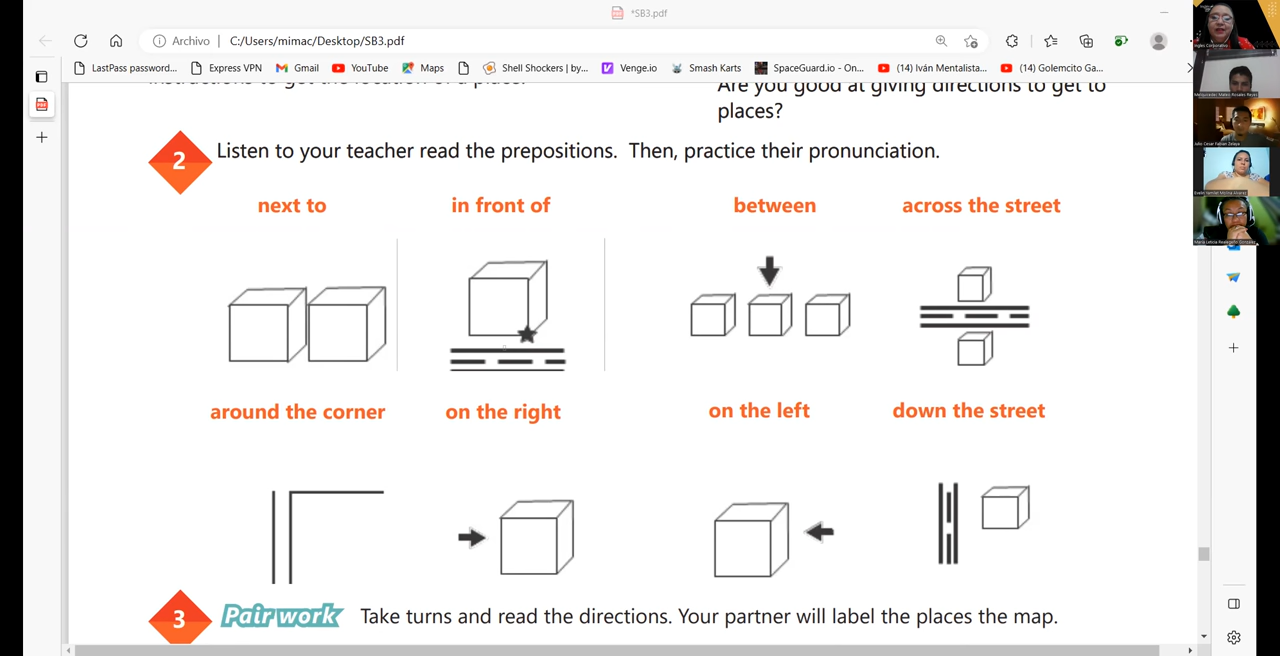 *SB3.pdf
Archivo | C:/Users/mimac/Desktop/SB3.pdf
LastPass password... Express VPN Gmail YouTube Maps Shell Shockers | by... Venge.io Smash Karts SpaceGuard.io - On... (14) Iván Mentalista... (14) Golemcito Ga...
Are you good at giving directions to get to
places?
2 Listen to your teacher read the prepositions. Then, practice their pronunciation.
next to in front of between across the street
around the corner on the right on the left down the street
3 Pair work Take turns and read the directions. Your partner will label the places the map.